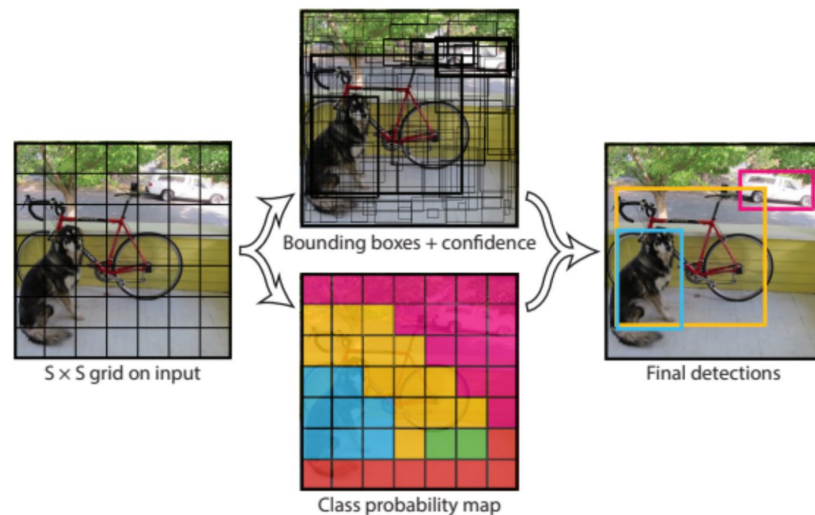 S × S grid on input
Bounding boxes + confidence
Class probability map
Final detections